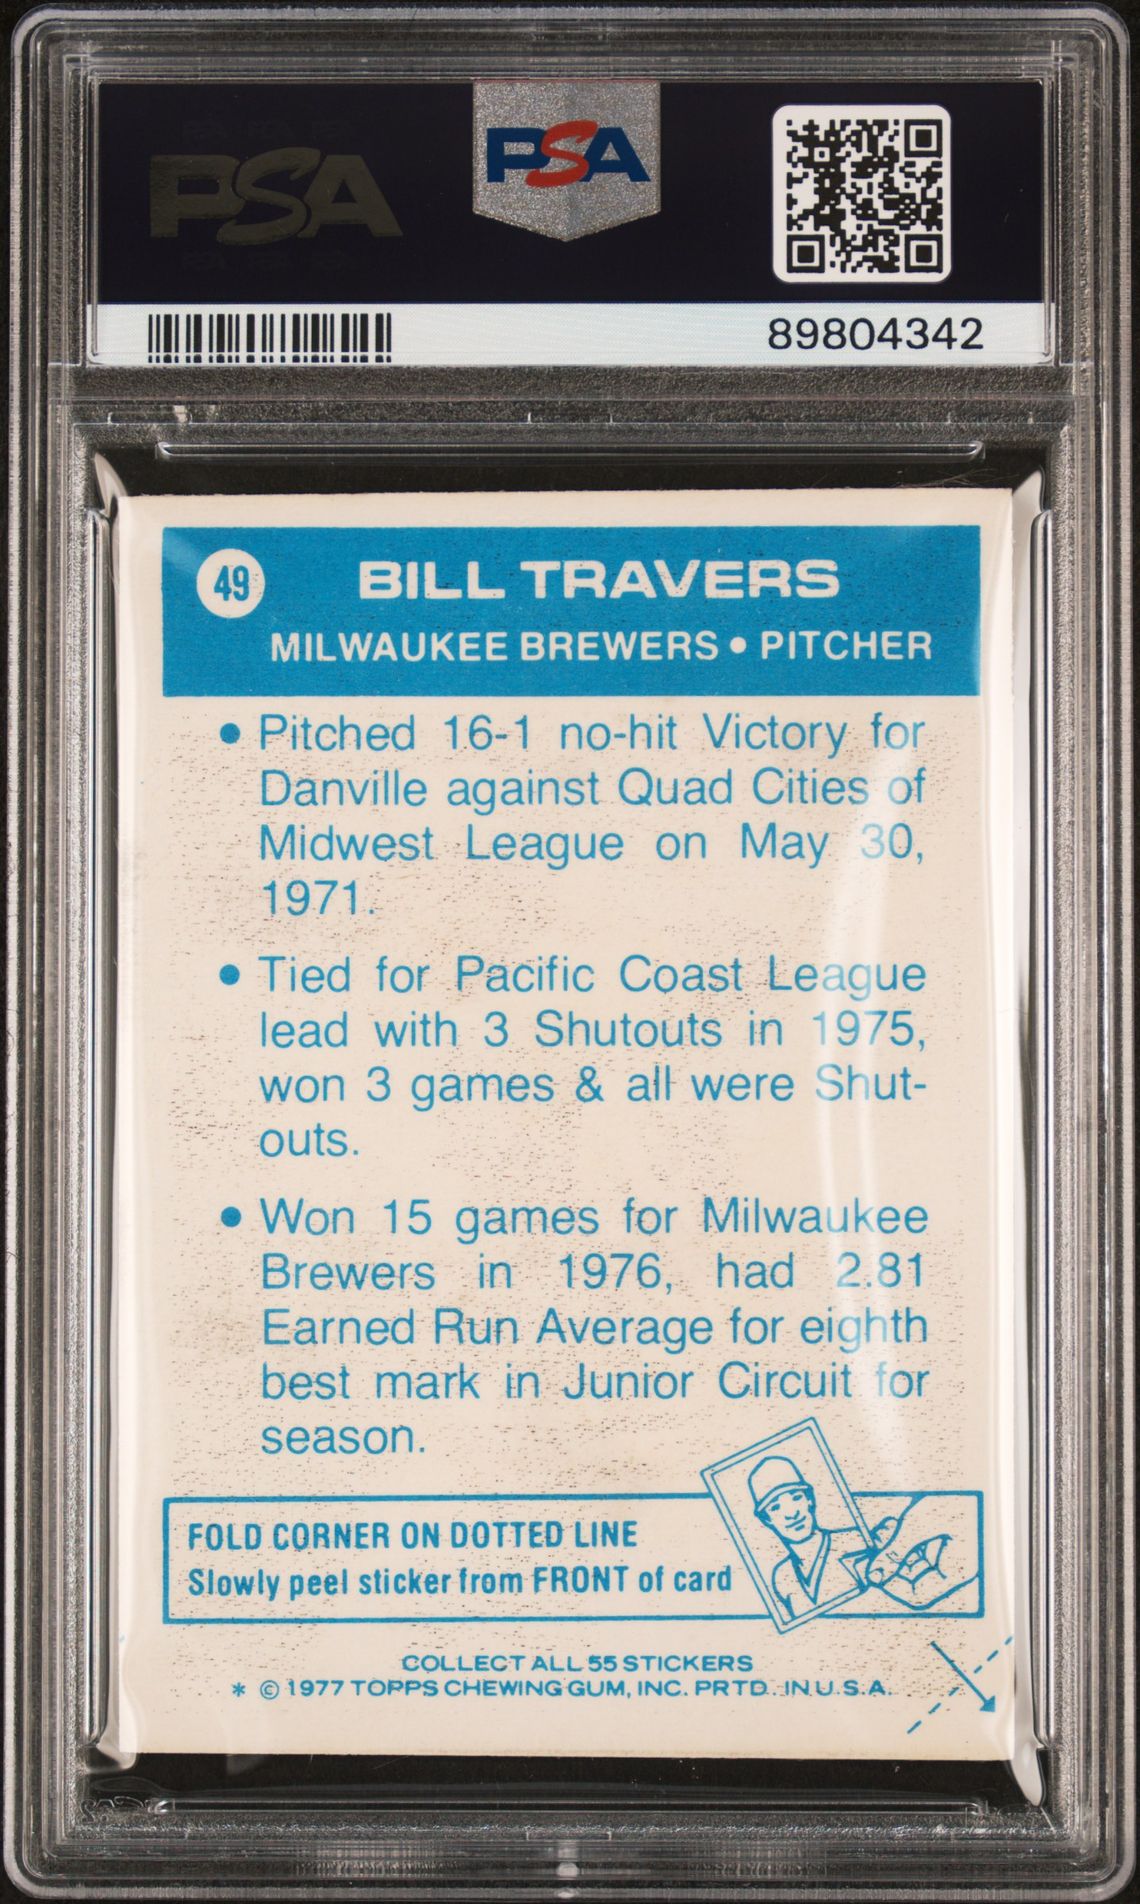 PSA
PSA
89804342
49
BILL TRAVERS
MILWAUKEE BREWERS • PITCHER
• Pitched 16-1 no-hit Victory for
Danville against Quad Cities of
Midwest League on May 30,
1971.
• Tied for Pacific Coast League
lead with 3 Shutouts in 1975,
won 3 games & all were Shut-
outs.
• Won 15 games for Milwaukee
Brewers in 1976, had 2.81
Earned Run Average for eighth
best mark in Junior Circuit for
season.
FOLD CORNER ON DOTTED LINE
Slowly peel sticker from FRONT of card
COLLECT ALL 55 STICKERS
* © 1977 TOPPS CHEWING GUM, INC. PRTD. IN U.S.A.